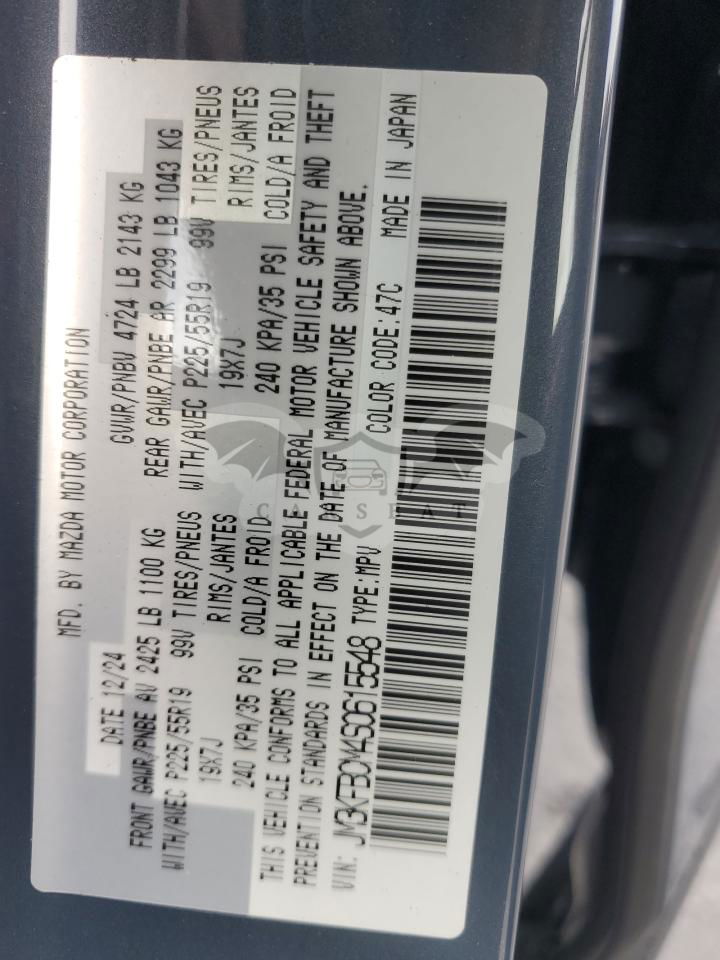 MFD. BY MAZDA MOTOR CORPORATION
DATE 12/24 GVWR/PNBV 4724 LB 2143 KG
FRONT GAWR/PNBE AV 2425 LB 1100 KG REAR GAWR/PNBE AR 2299 LB 1043 KG
WITH/AVEC P225/55R19 99V TIRES/PNEUS WITH/AVEC P225/55R19 99V TIRES/PNEUS
19X7J RIMS/JANTES 19X7J RIMS/JANTES
240 KPA/35 PSI COLD/A FROID 240 KPA/35 PSI COLD/A FROID
THIS VEHICLE CONFORMS TO ALL APPLICABLE FEDERAL MOTOR VEHICLE SAFETY AND THEFT
PREVENTION STANDARDS IN EFFECT ON THE DATE OF MANUFACTURE SHOWN ABOVE.
VIN: JM3KFBCM4S0615548 TYPE:MPV COLOR CODE:47C MADE IN JAPAN
CAR SEAT